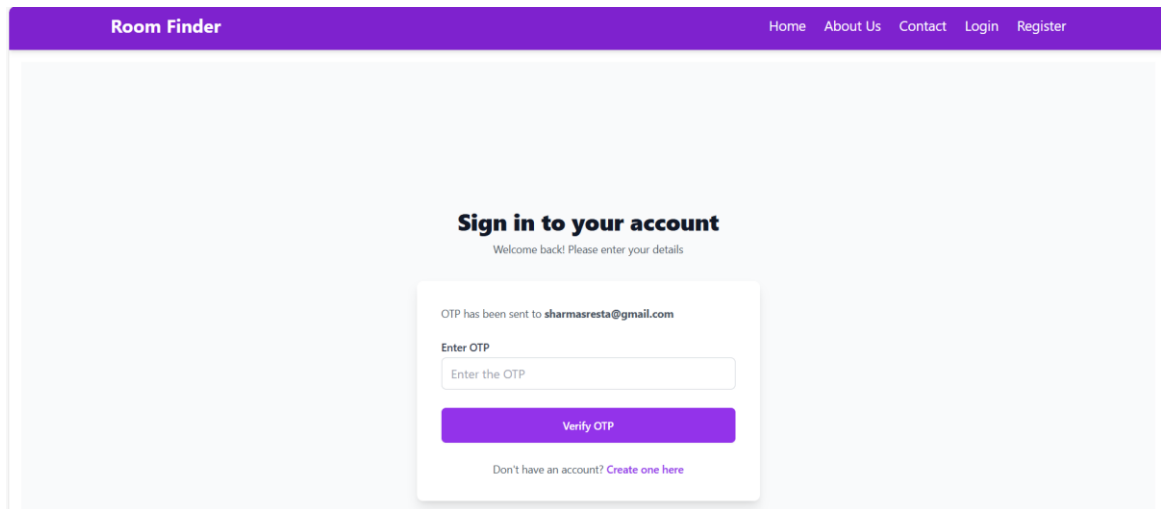 Room Finder Home About Us Contact Login Register
Sign in to your account
Welcome back! Please enter your details
OTP has been sent to sharmasresta@gmail.com
Enter OTP
Enter the OTP
Verify OTP
Don't have an account? Create one here